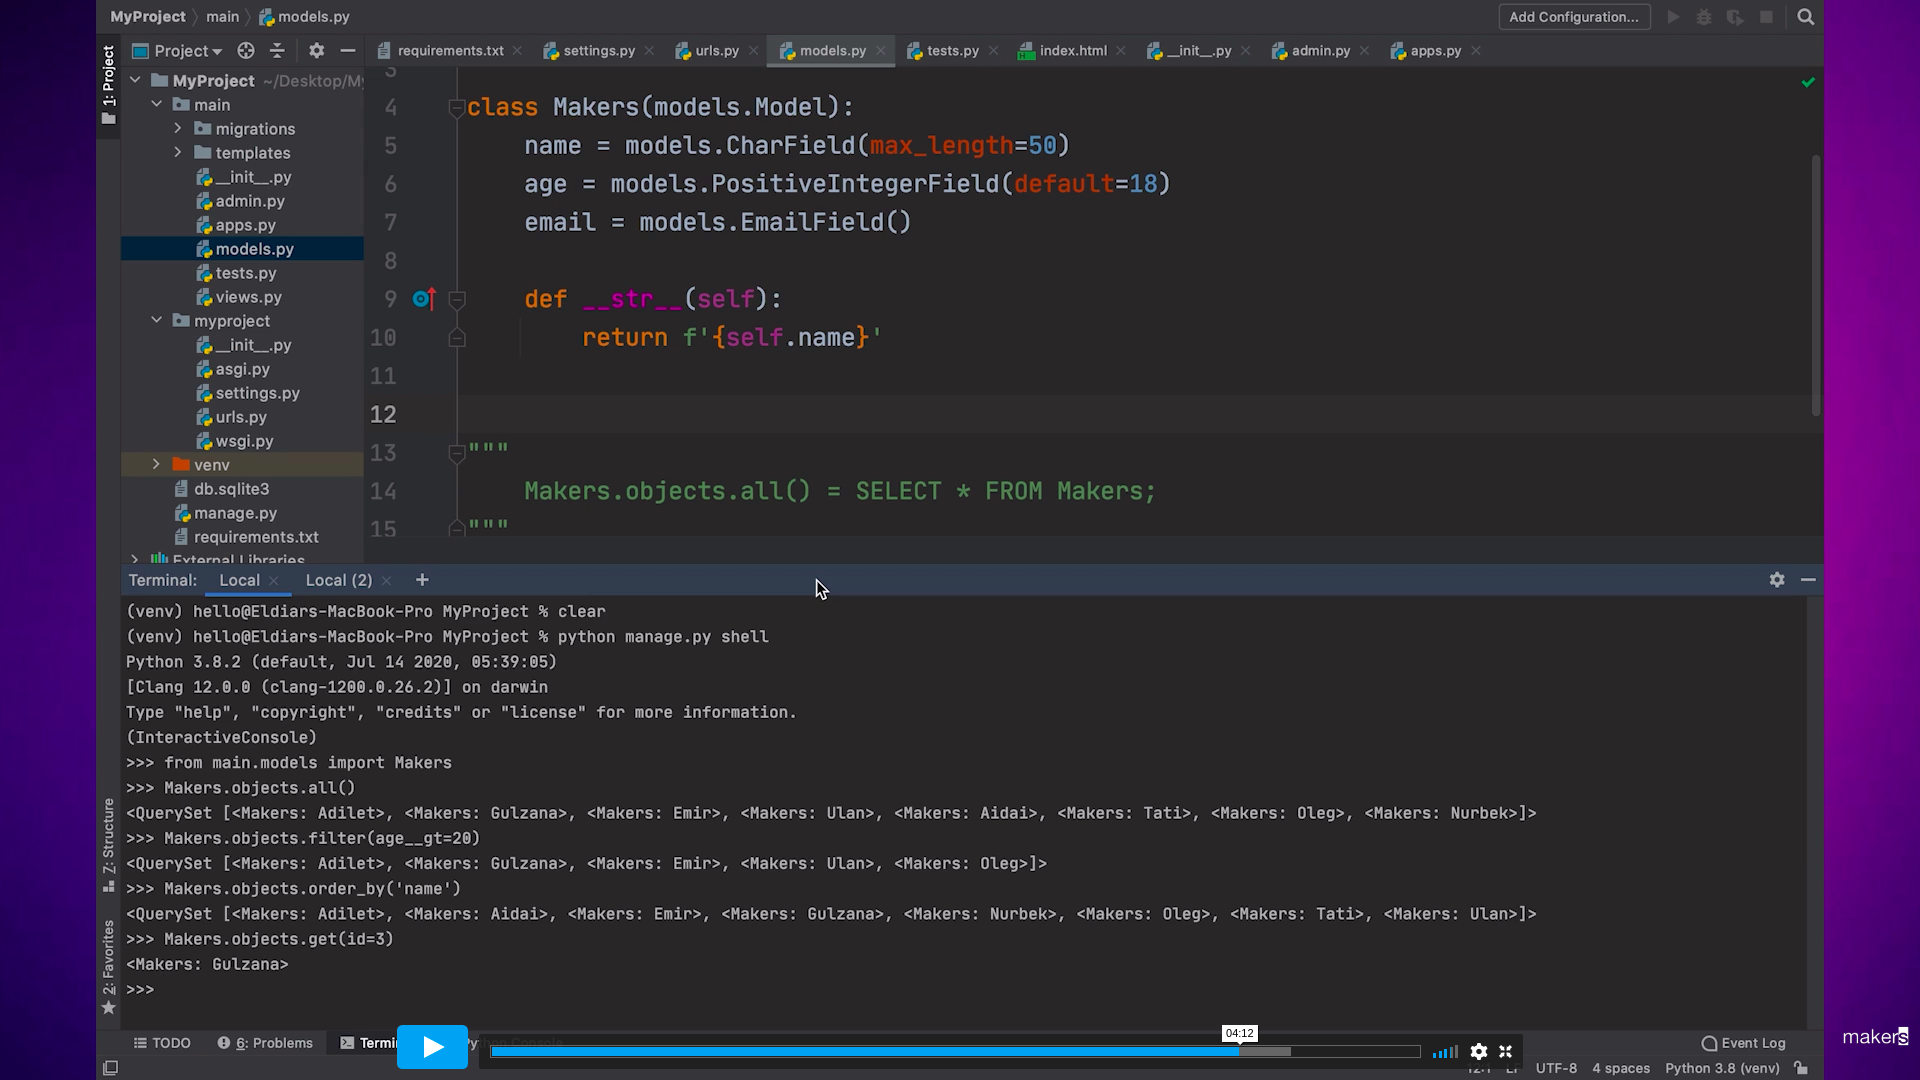 MyProject main models.py Add Configuration...
1: Project
Project
requirements.txt settings.py urls.py models.py tests.py index.html __init__.py admin.py apps.py
MyProject ~/Desktop/My
main
migrations
templates
__init__.py
admin.py
apps.py
models.py
tests.py
views.py
myproject
__init__.py
asgi.py
settings.py
urls.py
wsgi.py
venv
db.sqlite3
manage.py
requirements.txt
External Libraries
3
4 class Makers(models.Model):
5 name = models.CharField(max_length=50)
6 age = models.PositiveIntegerField(default=18)
7 email = models.EmailField()
8
9 def __str__(self):
10 return f'{self.name}'
11
12
13 """
14 Makers.objects.all() = SELECT * FROM Makers;
15 """
Terminal: Local Local (2) +
(venv) hello@Eldiars-MacBook-Pro MyProject % clear
(venv) hello@Eldiars-MacBook-Pro MyProject % python manage.py shell
Python 3.8.2 (default, Jul 14 2020, 05:39:05)
[Clang 12.0.0 (clang-1200.0.26.2)] on darwin
Type "help", "copyright", "credits" or "license" for more information.
(InteractiveConsole)
>>> from main.models import Makers
>>> Makers.objects.all()
<QuerySet [<Makers: Adilet>, <Makers: Gulzana>, <Makers: Emir>, <Makers: Ulan>, <Makers: Aidai>, <Makers: Tati>, <Makers: Oleg>, <Makers: Nurbek>]>
>>> Makers.objects.filter(age__gt=20)
<QuerySet [<Makers: Adilet>, <Makers: Gulzana>, <Makers: Emir>, <Makers: Ulan>, <Makers: Oleg>]>
>>> Makers.objects.order_by('name')
<QuerySet [<Makers: Adilet>, <Makers: Aidai>, <Makers: Emir>, <Makers: Gulzana>, <Makers: Nurbek>, <Makers: Oleg>, <Makers: Tati>, <Makers: Ulan>]>
>>> Makers.objects.get(id=3)
<Makers: Gulzana>
>>>
Z: Structure
2: Favorites
TODO 6: Problems Termi Event Log
04:12
makers
12:1 LF UTF-8 4 spaces Python 3.8 (venv)